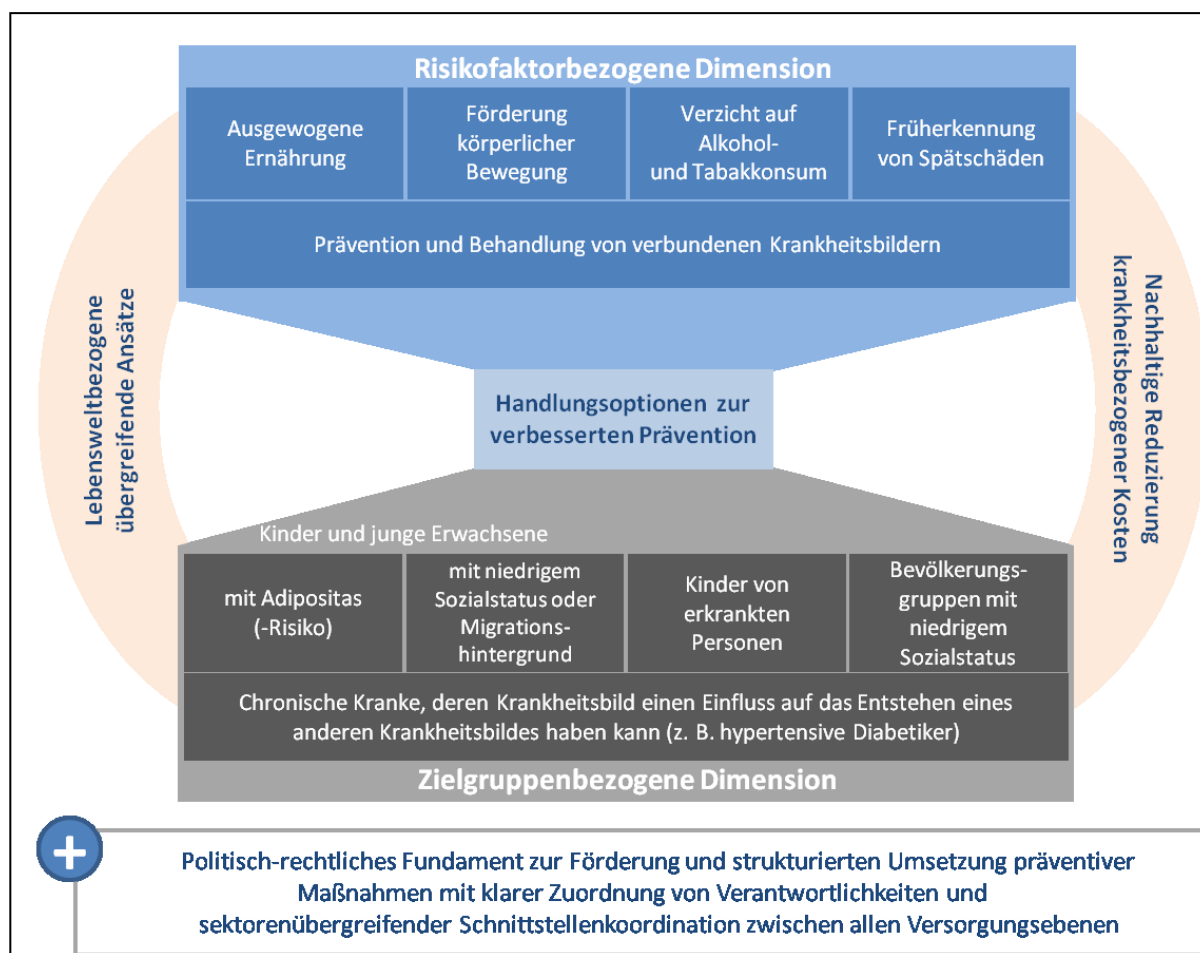 Risikofaktorbezogene Dimension
Ausgewogene
Ernährung
Förderung
körperlicher
Bewegung
Verzicht auf
Alkohol-
und Tabakkonsum
Früherkennung
von Spätschäden
Prävention und Behandlung von verbundenen Krankheitsbildern
Lebensweltbezogene
übergreifende Ansätze
Handlungsoptionen zur
verbesserten Prävention
Nachhaltige Reduzierung
krankheitsbezogener Kosten
Kinder und junge Erwachsene
mit Adipositas
(-Risiko)
mit niedrigem
Sozialstatus oder
Migrations-
hintergrund
Kinder von
erkrankten
Personen
Bevölkerungs-
gruppen mit
niedrigem
Sozialstatus
Chronische Kranke, deren Krankheitsbild einen Einfluss auf das Entstehen eines
anderen Krankheitsbildes haben kann (z. B. hypertensive Diabetiker)
Zielgruppenbezogene Dimension
+
Politisch-rechtliches Fundament zur Förderung und strukturierten Umsetzung präventiver
Maßnahmen mit klarer Zuordnung von Verantwortlichkeiten und
sektorenübergreifender Schnittstellenkoordination zwischen allen Versorgungsebenen